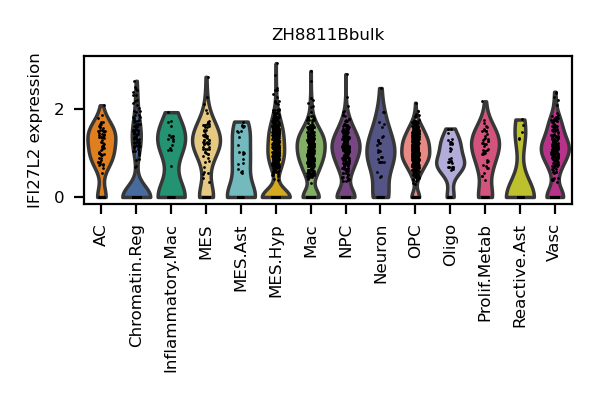 ZH8811Bbulk
IFI27L2 expression
2
0
AC
Chromatin.Reg
Inflammatory.Mac
MES
MES.Ast
MES.Hyp
Mac
NPC
Neuron
OPC
Oligo
Prolif.Metab
Reactive.Ast
Vasc